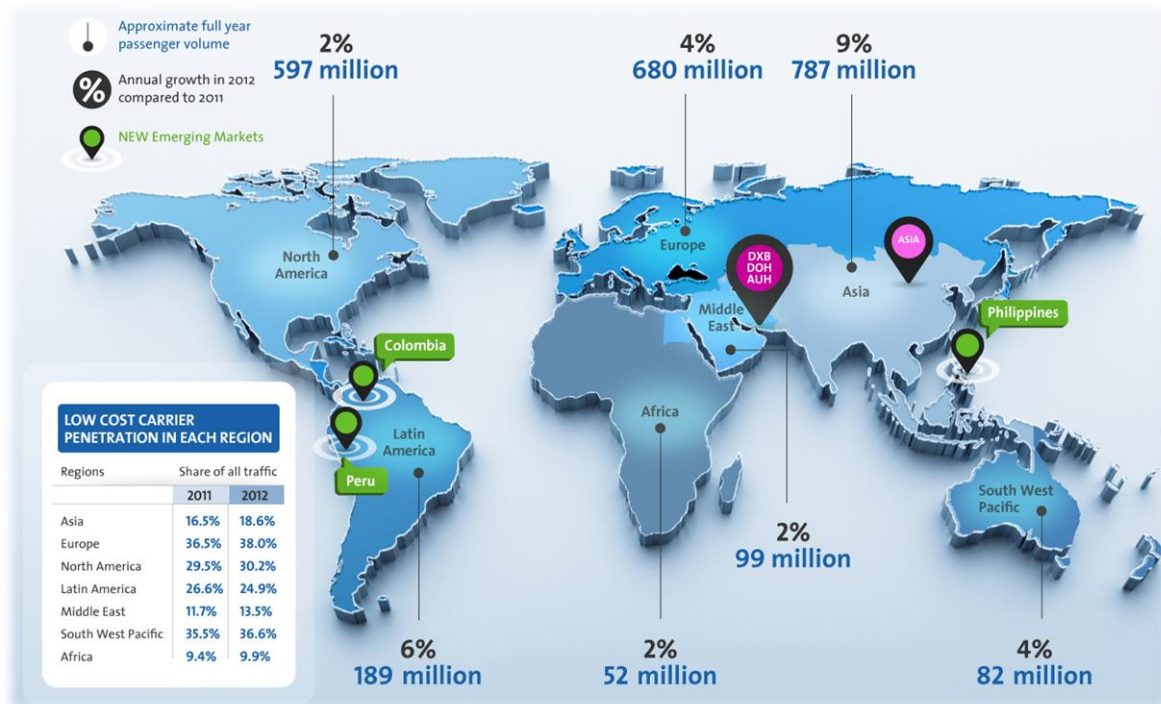 Approximate full year
passenger volume
%
Annual growth in 2012
compared to 2011
NEW Emerging Markets
2%
597 million
4%
680 million
9%
787 million
North
America
Europe
DXB
DOH
AUH
ASIA
Asia
Middle
East
Philippines
Colombia
Peru
Latin
America
Africa
South West
Pacific
2%
99 million
6%
189 million
2%
52 million
4%
82 million
LOW COST CARRIER
PENETRATION IN EACH REGION
Regions Share of all traffic
2011 2012
Asia 16.5% 18.6%
Europe 36.5% 38.0%
North America 29.5% 30.2%
Latin America 26.6% 24.9%
Middle East 11.7% 13.5%
South West Pacific 35.5% 36.6%
Africa 9.4% 9.9%